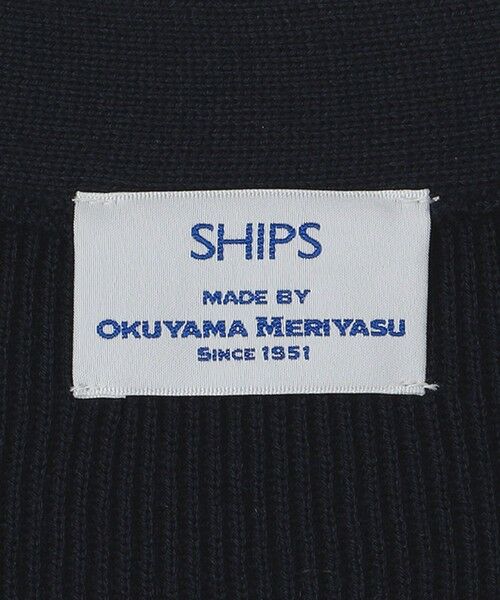 SHIPS
MADE BY
OKUYAMA MERIYASU
SINCE 1951